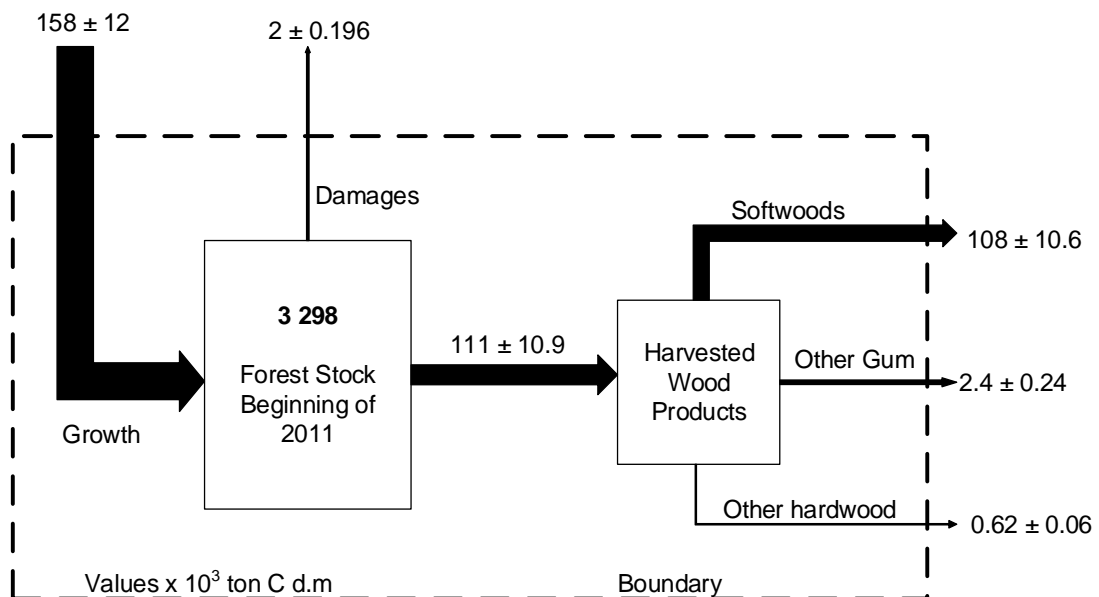 158 ± 12
2 ± 0.196
Damages
Softwoods
108 ± 10.6
3 298
Forest Stock
Beginning of
2011
111 ± 10.9
Harvested
Wood
Products
Other Gum
2.4 ± 0.24
Growth
Other hardwood
0.62 ± 0.06
Values x 10³ ton C d.m
Boundary